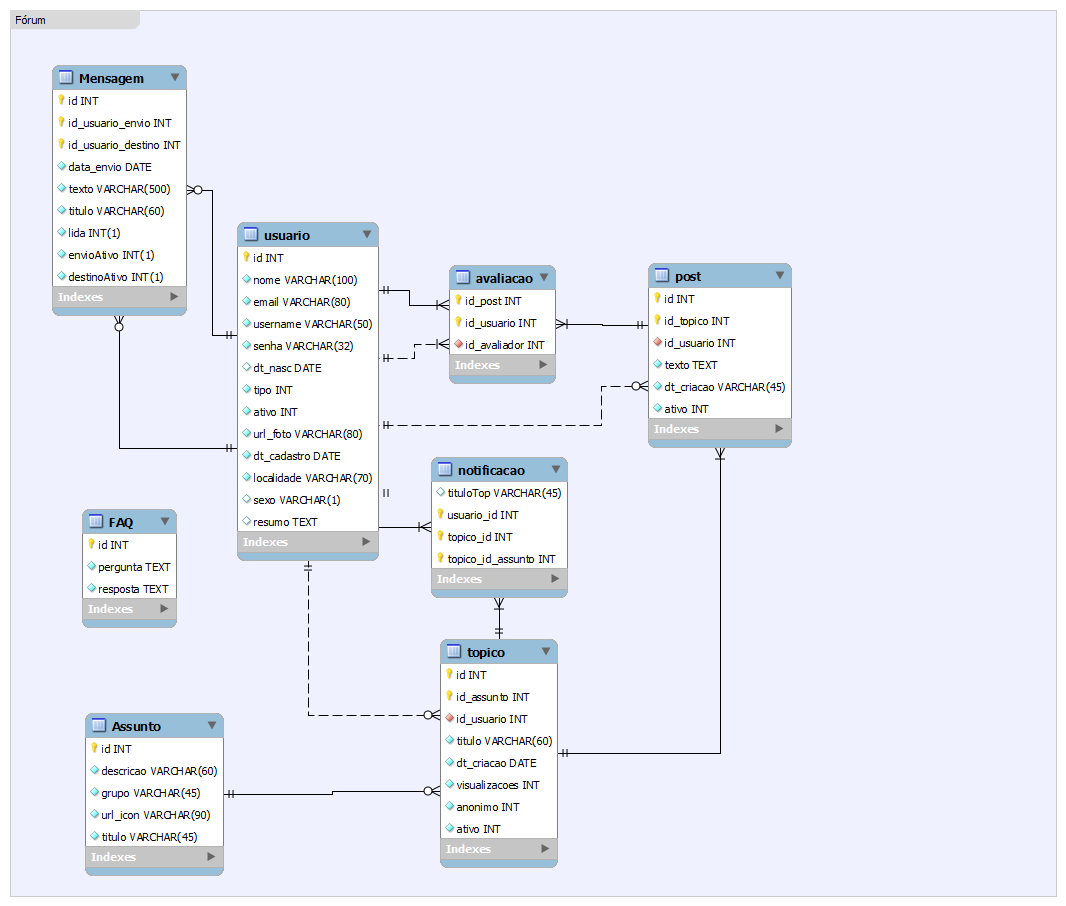 Fórum
Mensagem
id INT
id_usuario_envio INT
id_usuario_destino INT
data_envio DATE
texto VARCHAR(500)
titulo VARCHAR(60)
lida INT(1)
envioAtivo INT(1)
destinoAtivo INT(1)
Indexes
usuario
id INT
nome VARCHAR(100)
email VARCHAR(80)
username VARCHAR(50)
senha VARCHAR(32)
dt_nasc DATE
tipo INT
ativo INT
url_foto VARCHAR(80)
dt_cadastro DATE
localidade VARCHAR(70)
sexo VARCHAR(1)
resumo TEXT
Indexes
avaliacao
id_post INT
id_usuario INT
id_avaliador INT
Indexes
post
id INT
id_topico INT
id_usuario INT
texto TEXT
dt_criacao VARCHAR(45)
ativo INT
Indexes
notificacao
tituloTop VARCHAR(45)
usuario_id INT
topico_id INT
topico_id_assunto INT
Indexes
FAQ
id INT
pergunta TEXT
resposta TEXT
Indexes
topico
id INT
id_assunto INT
id_usuario INT
titulo VARCHAR(60)
dt_criacao DATE
visualizacoes INT
anonimo INT
ativo INT
Indexes
Assunto
id INT
descricao VARCHAR(60)
grupo VARCHAR(45)
url_icon VARCHAR(90)
titulo VARCHAR(45)
Indexes